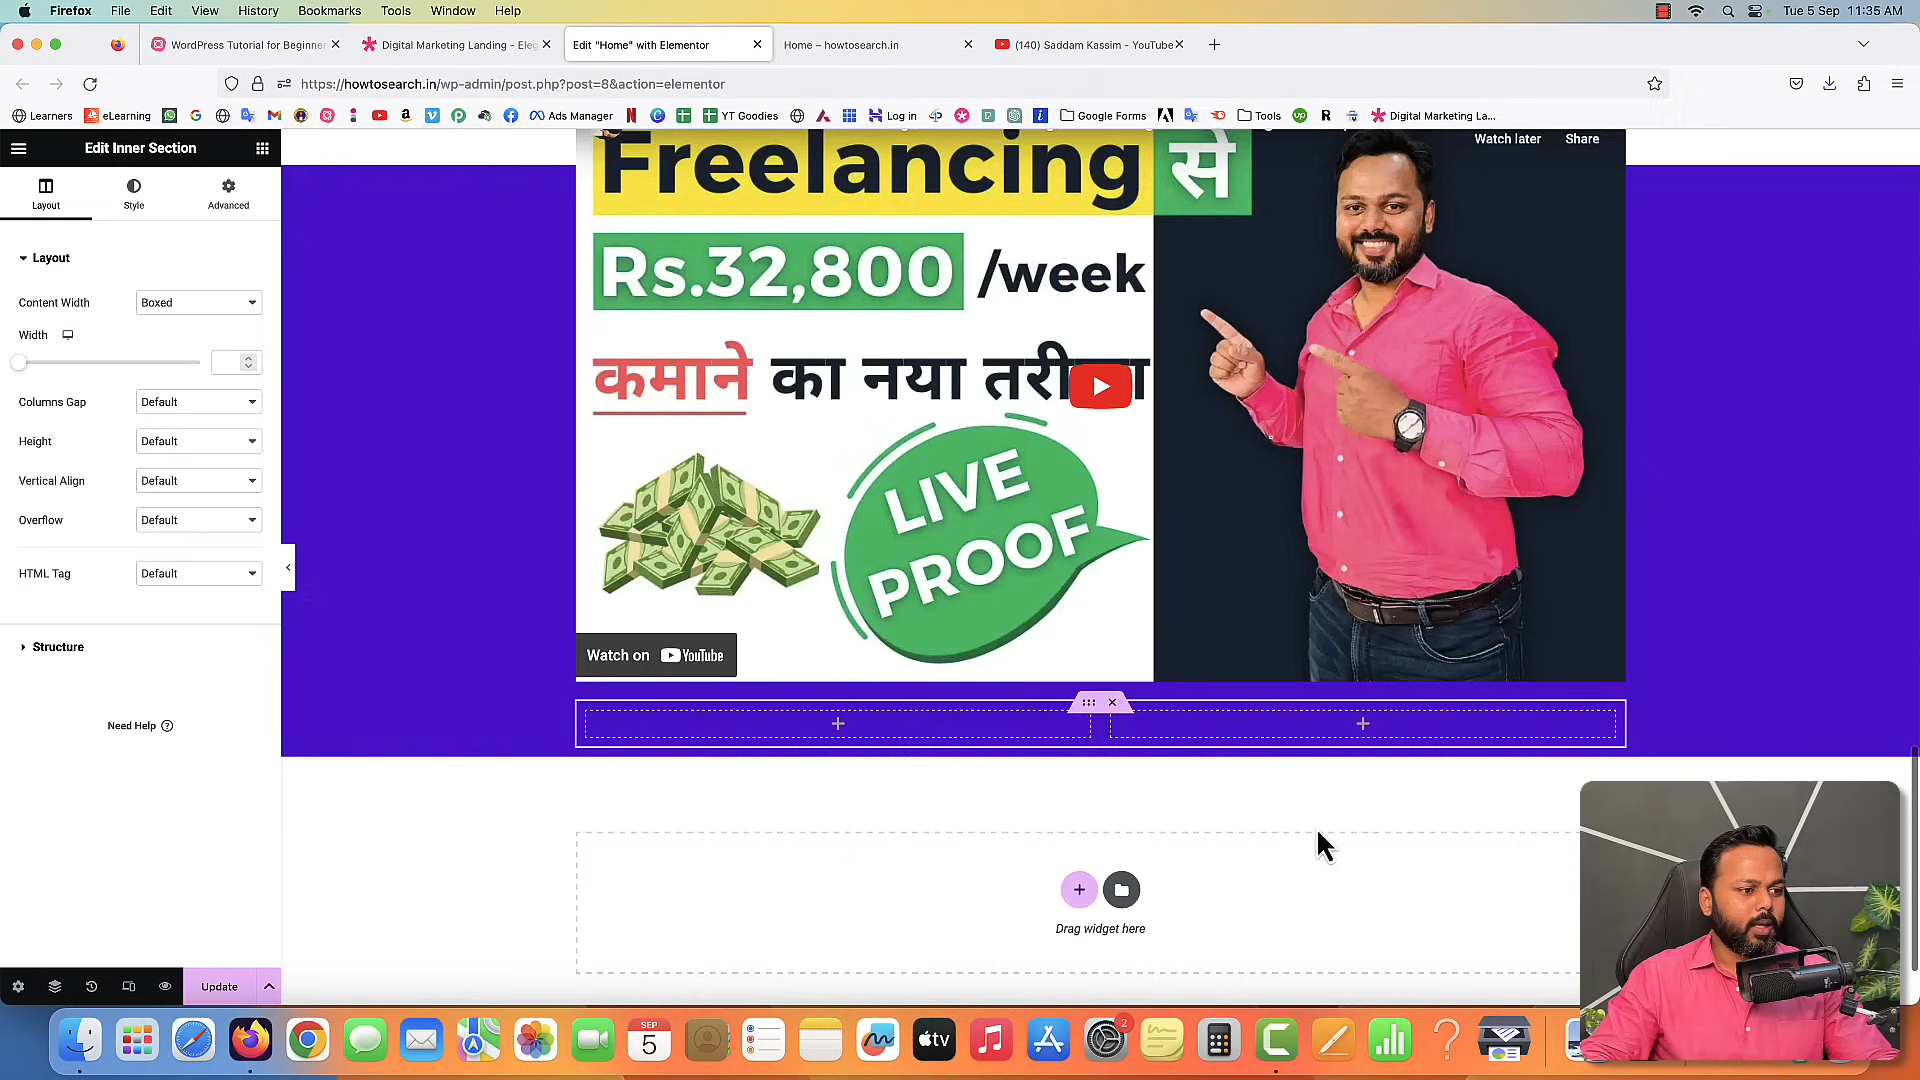 Firefox File Edit View History Bookmarks Tools Window Help Tue 5 Sep 11:35 AM
WordPress Tutorial for Beginner
Digital Marketing Landing - Eleg
Edit "Home" with Elementor
Home – howtosearch.in
(140) Saddam Kassim - YouTube
https://howtosearch.in/wp-admin/post.php?post=8&action=elementor
Learners eLearning Ads Manager YT Goodies Log in Google Forms Tools Digital Marketing La...
Edit Inner Section
Layout Style Advanced
Layout
Content Width Boxed
Width
Columns Gap Default
Height Default
Vertical Align Default
Overflow Default
HTML Tag Default
Structure
Need Help ?
Update
Watch later Share
Freelancing से
Rs.32,800 /week
कमाने का नया
LIVE
PROOF
Watch on YouTube
Drag widget here
SEP
5
2
tv